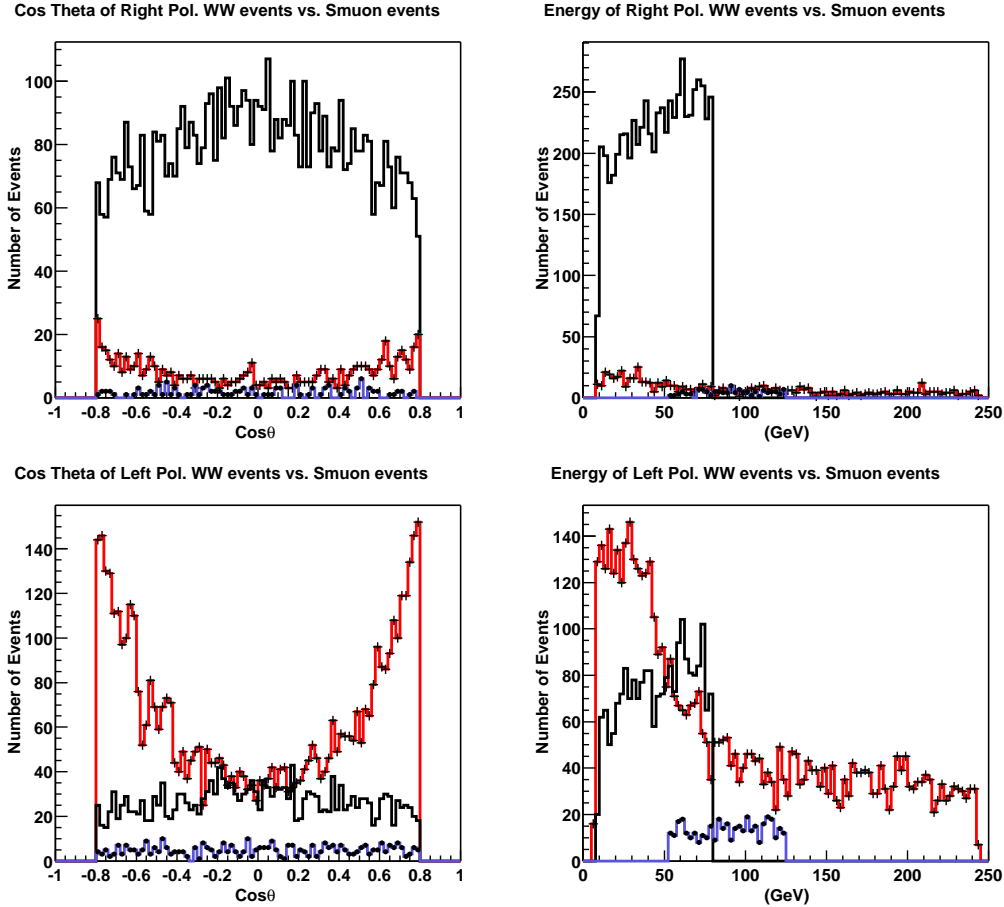 Cos Theta of Right Pol. WW events vs. Smuon events
Number of Events
100
80
60
40
20
0
-1 -0.8 -0.6 -0.4 -0.2 0 0.2 0.4 0.6 0.8 1
Cosθ
Energy of Right Pol. WW events vs. Smuon events
Number of Events
250
200
150
100
50
0
0 50 100 150 200 250
(GeV)
Cos Theta of Left Pol. WW events vs. Smuon events
Number of Events
140
120
100
80
60
40
20
0
-1 -0.8 -0.6 -0.4 -0.2 0 0.2 0.4 0.6 0.8 1
Cosθ
Energy of Left Pol. WW events vs. Smuon events
Number of Events
140
120
100
80
60
40
20
0
0 50 100 150 200 250
(GeV)